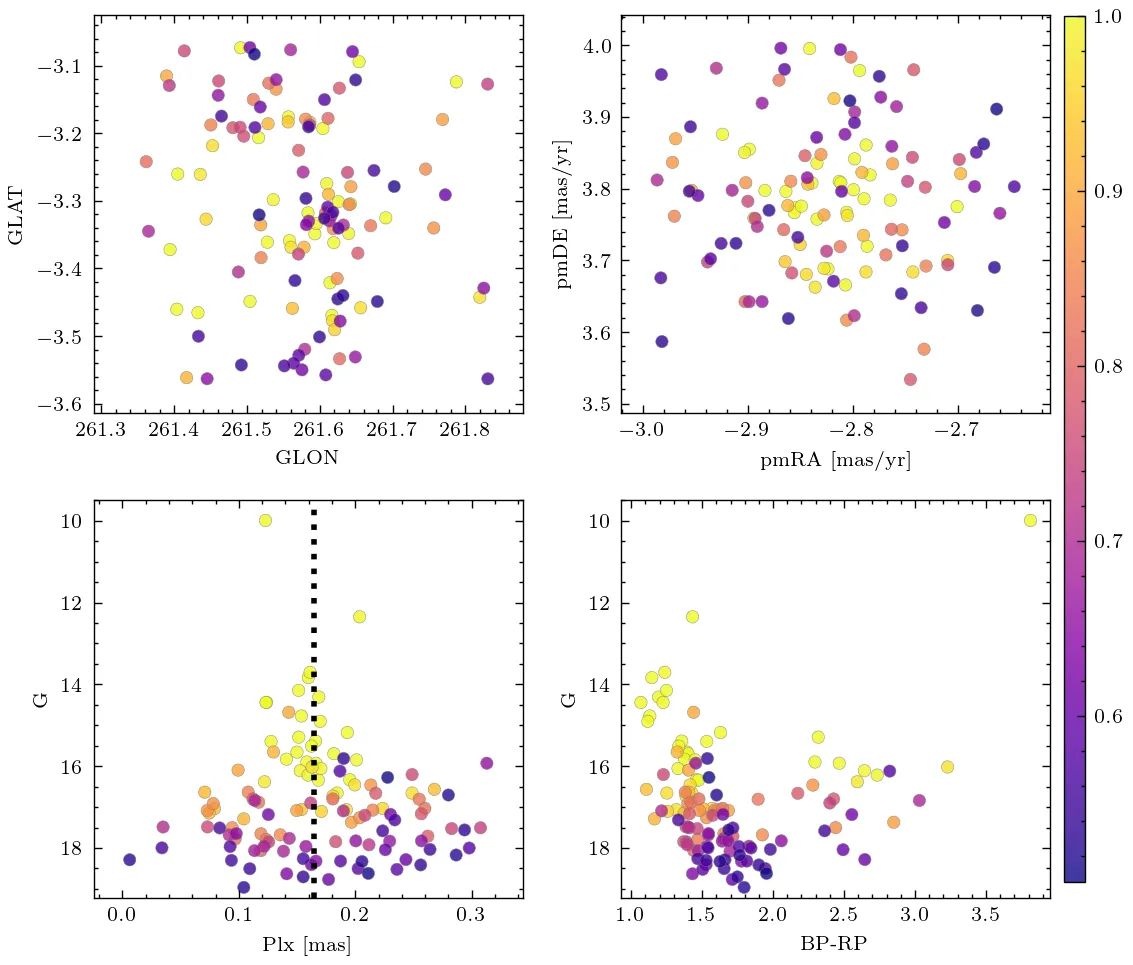 −3.1
−3.2
−3.3
−3.4
−3.5
−3.6
GLAT
261.3 261.4 261.5 261.6 261.7 261.8
GLON
4.0
3.9
3.8
3.7
3.6
3.5
pmDE [mas/yr]
−3.0 −2.9 −2.8 −2.7
pmRA [mas/yr]
1.0
0.9
0.8
0.7
0.6
10
12
14
16
18
G
0.0 0.1 0.2 0.3
Plx [mas]
10
12
14
16
18
G
1.0 1.5 2.0 2.5 3.0 3.5
BP-RP